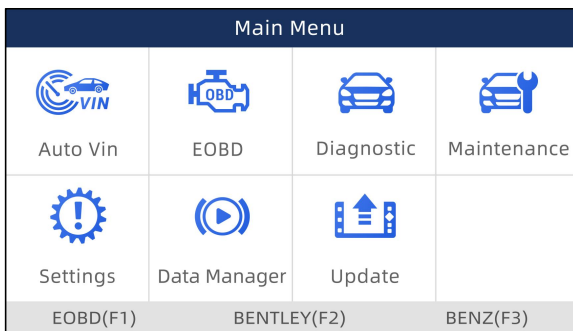 Main Menu
VIN
OBD
Auto Vin
EOBD
Diagnostic
Maintenance
Settings
Data Manager
Update
EOBD(F1)
BENTLEY(F2)
BENZ(F3)